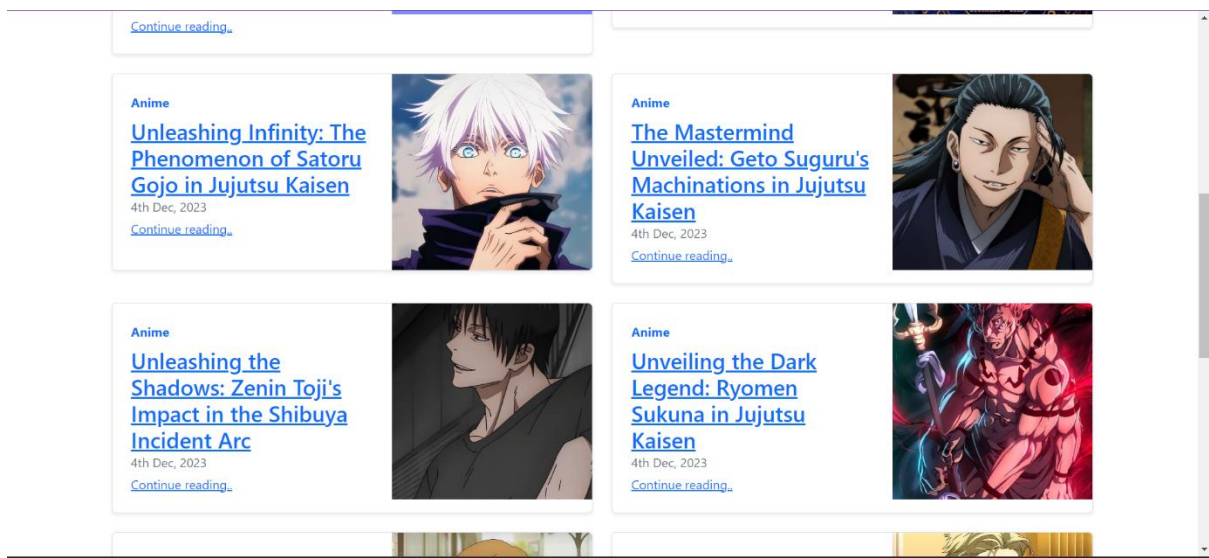 Continue reading..
Anime
Unleashing Infinity: The
Phenomenon of Satoru
Gojo in Jujutsu Kaisen
4th Dec, 2023
Continue reading..
Anime
The Mastermind
Unveiled: Geto Suguru's
Machinations in Jujutsu
Kaisen
4th Dec, 2023
Continue reading..
Anime
Unleashing the
Shadows: Zenin Toji's
Impact in the Shibuya
Incident Arc
4th Dec, 2023
Continue reading..
Anime
Unveiling the Dark
Legend: Ryomen
Sukuna in Jujutsu
Kaisen
4th Dec, 2023
Continue reading..